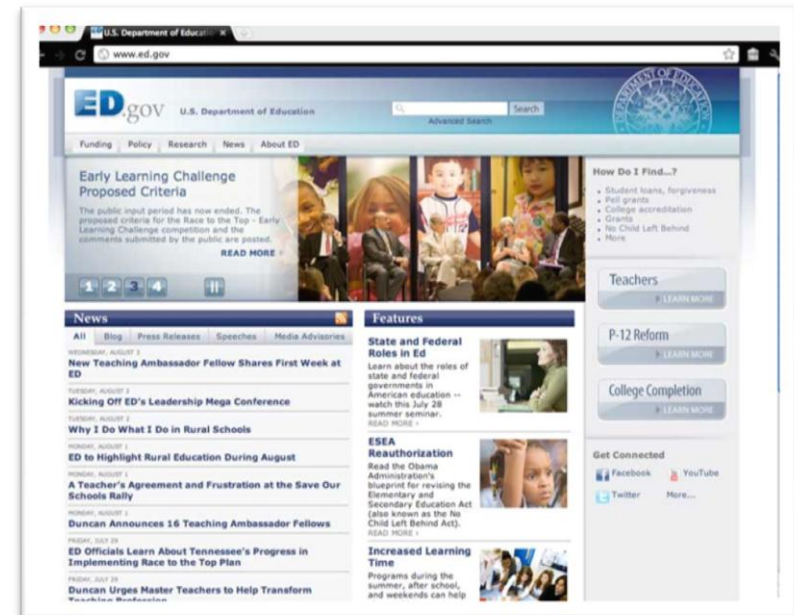 U.S. Department of Educatio
www.ed.gov
ED.gov U.S. Department of Education
Search
Advanced Search
DEPARTMENT OF EDUCATION
Funding Policy Research News About ED
Early Learning Challenge
Proposed Criteria
The public input period has now ended. The
proposed criteria for the Race to the Top - Early
Learning Challenge competition and the
comments submitted by the public are posted.
READ MORE ›
1 2 3 4
News
All Blog Press Releases Speeches Media Advisories
WEDNESDAY, AUGUST 3
New Teaching Ambassador Fellow Shares First Week at
ED
TUESDAY, AUGUST 2
Kicking Off ED's Leadership Mega Conference
TUESDAY, AUGUST 2
Why I Do What I Do in Rural Schools
MONDAY, AUGUST 1
ED to Highlight Rural Education During August
MONDAY, AUGUST 1
A Teacher's Agreement and Frustration at the Save Our
Schools Rally
MONDAY, AUGUST 1
Duncan Announces 16 Teaching Ambassador Fellows
FRIDAY, JULY 29
ED Officials Learn About Tennessee's Progress in
Implementing Race to the Top Plan
FRIDAY, JULY 29
Duncan Urges Master Teachers to Help Transform
Teaching Profession
Features
State and Federal
Roles in Ed
Learn about the roles of
state and federal
governments in
American education --
watch this July 28
summer seminar.
READ MORE ›
ESEA
Reauthorization
Read the Obama
Administration's
blueprint for revising the
Elementary and
Secondary Education Act
(also known as the No
Child Left Behind Act).
READ MORE ›
Increased Learning
Time
Programs during the
summer, after school,
and weekends can help
How Do I Find...?
Student loans, forgiveness
Pell grants
College accreditation
Grants
No Child Left Behind
More
Teachers
LEARN MORE
P-12 Reform
LEARN MORE
College Completion
LEARN MORE
Get Connected
Facebook YouTube
Twitter More...